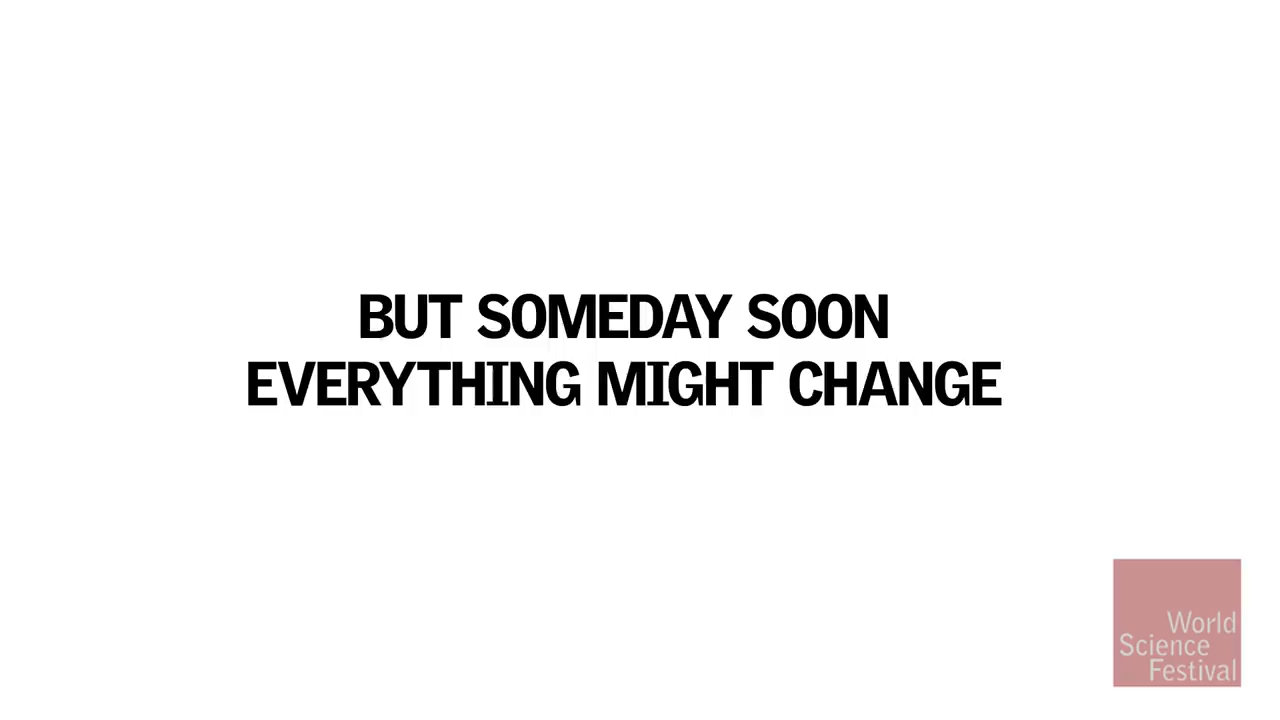 BUT SOMEDAY SOON
EVERYTHING MIGHT CHANGE
World
Science
Festival